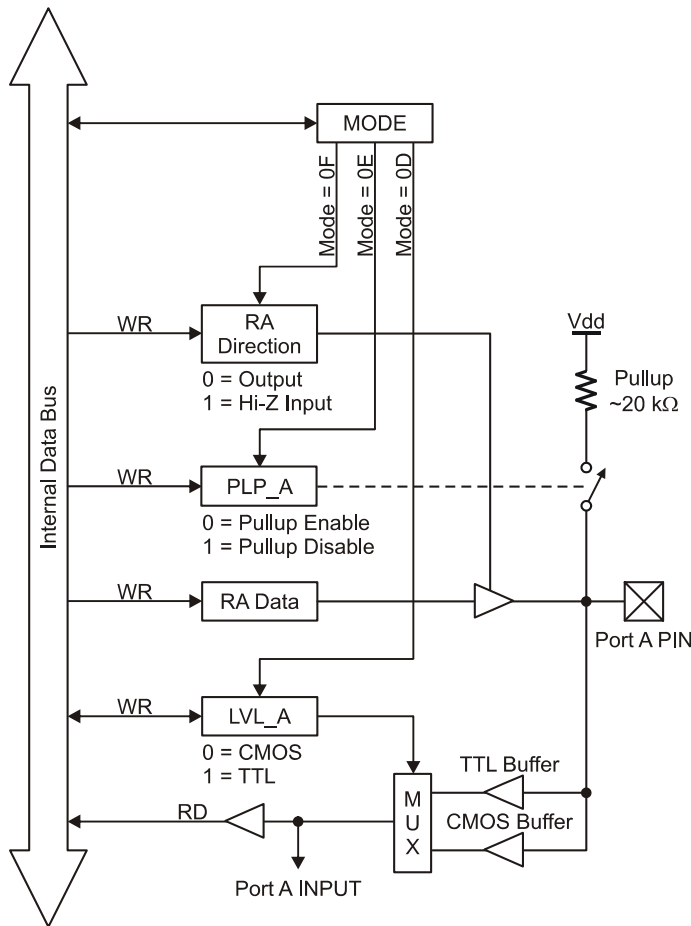 MODE
Mode = 0F
Mode = 0E
Mode = 0D
Internal Data Bus
WR
RA
Direction
0 = Output
1 = Hi-Z Input
Vdd
Pullup
~20 kΩ
WR
PLP_A
0 = Pullup Enable
1 = Pullup Disable
WR
RA Data
Port A PIN
WR
LVL_A
0 = CMOS
1 = TTL
TTL Buffer
CMOS Buffer
MUX
RD
Port A INPUT